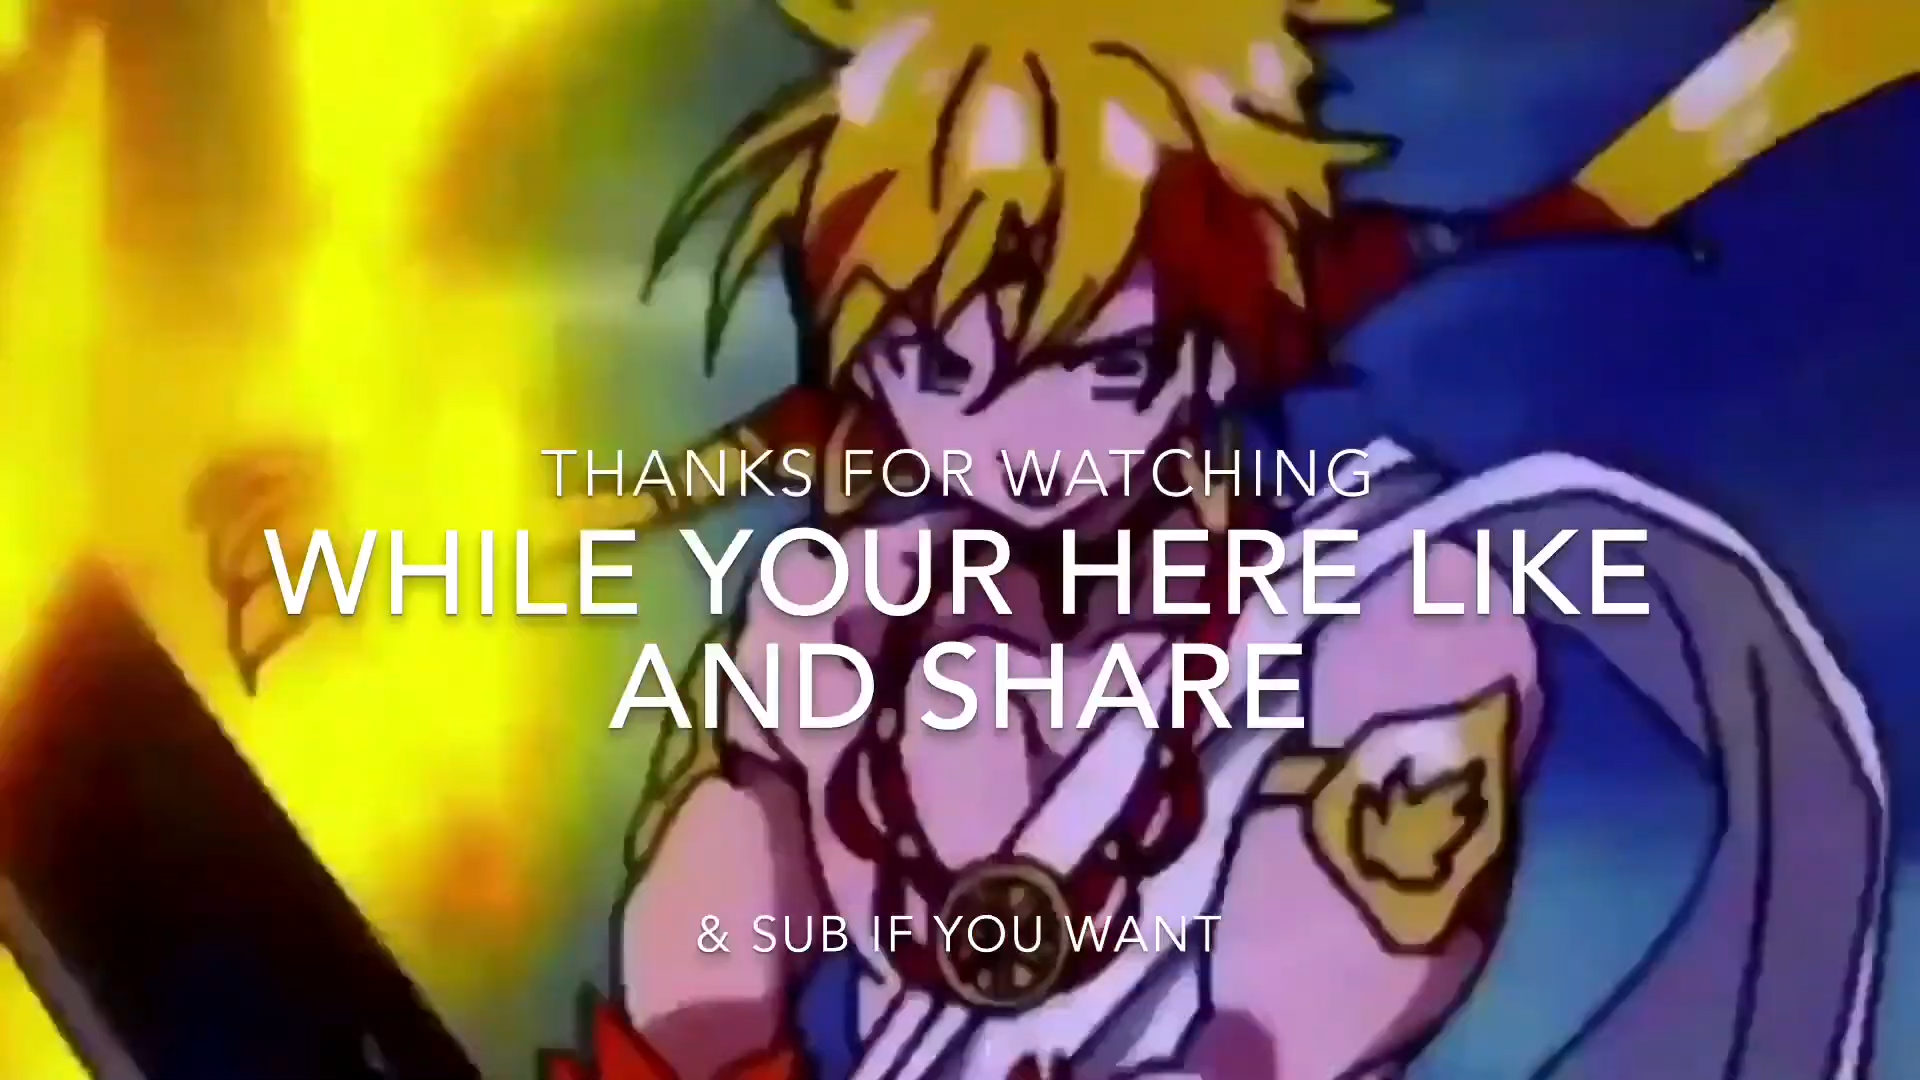 THANKS FOR WATCHING
WHILE YOUR HERE LIKE
AND SHARE
& SUB IF YOU WANT